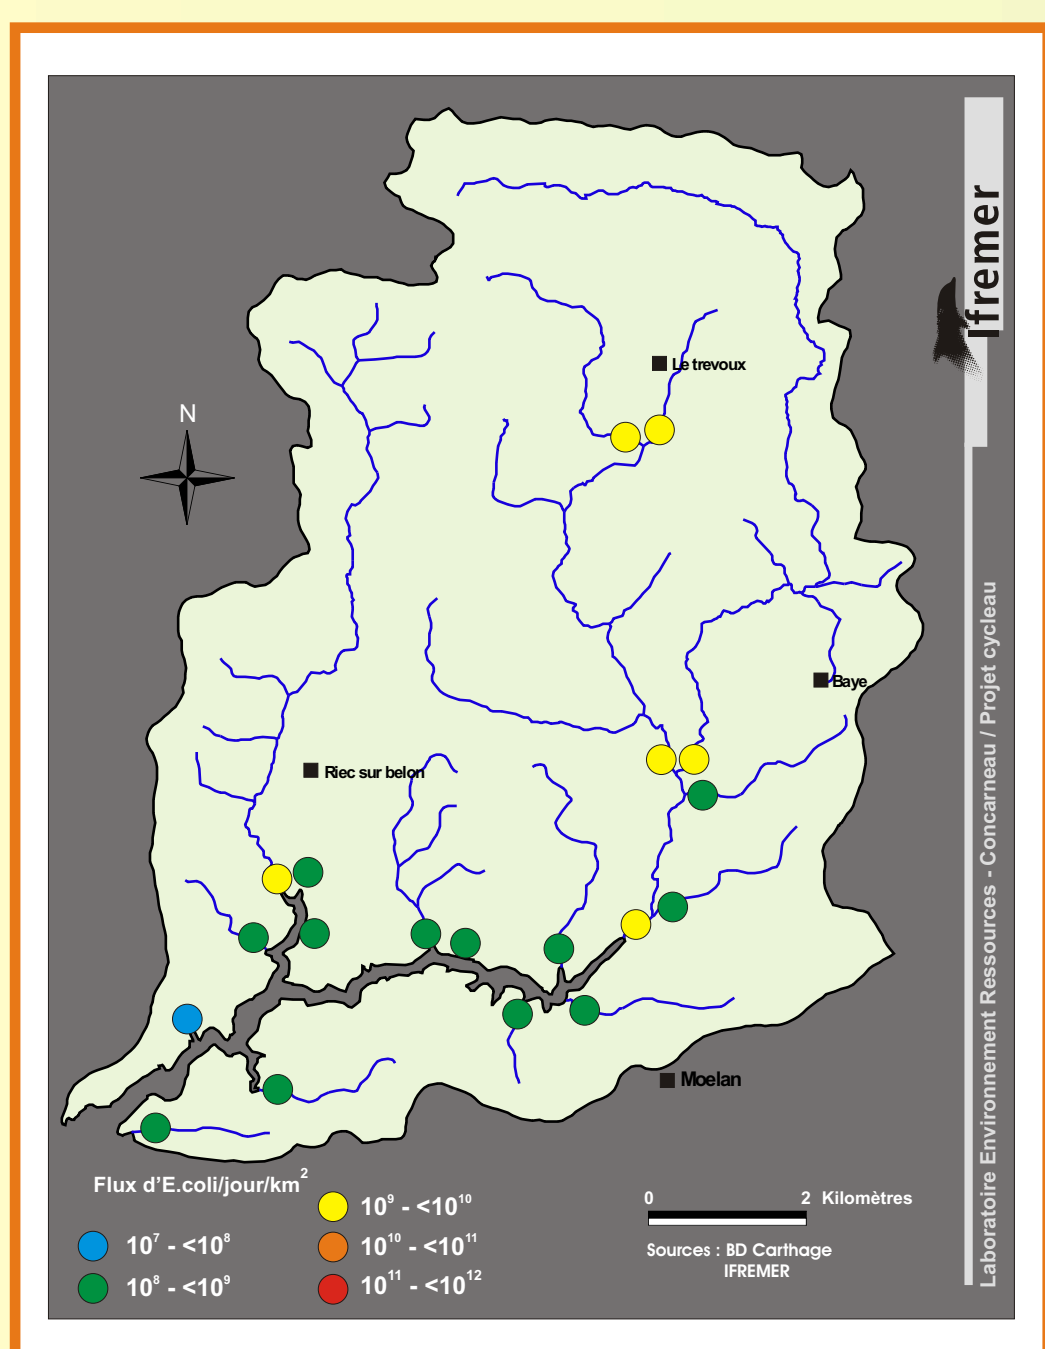 Ifremer
Le trevoux
N
Baye
Riec sur belon
Moelan
Laboratoire Environnement Ressources - Concarneau / Projet cycleau
Flux d'E.coli/jour/km²
10⁷ - <10⁸
10⁸ - <10⁹
10⁹ - <10¹⁰
10¹⁰ - <10¹¹
10¹¹ - <10¹²
0 2 Kilomètres
Sources : BD Carthage
IFREMER